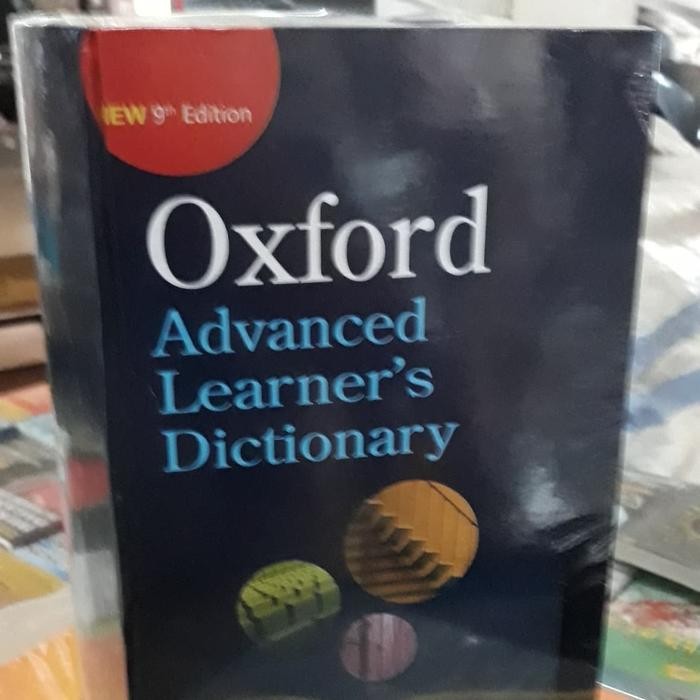 NEW 9th Edition
Oxford
Advanced
Learner's
Dictionary